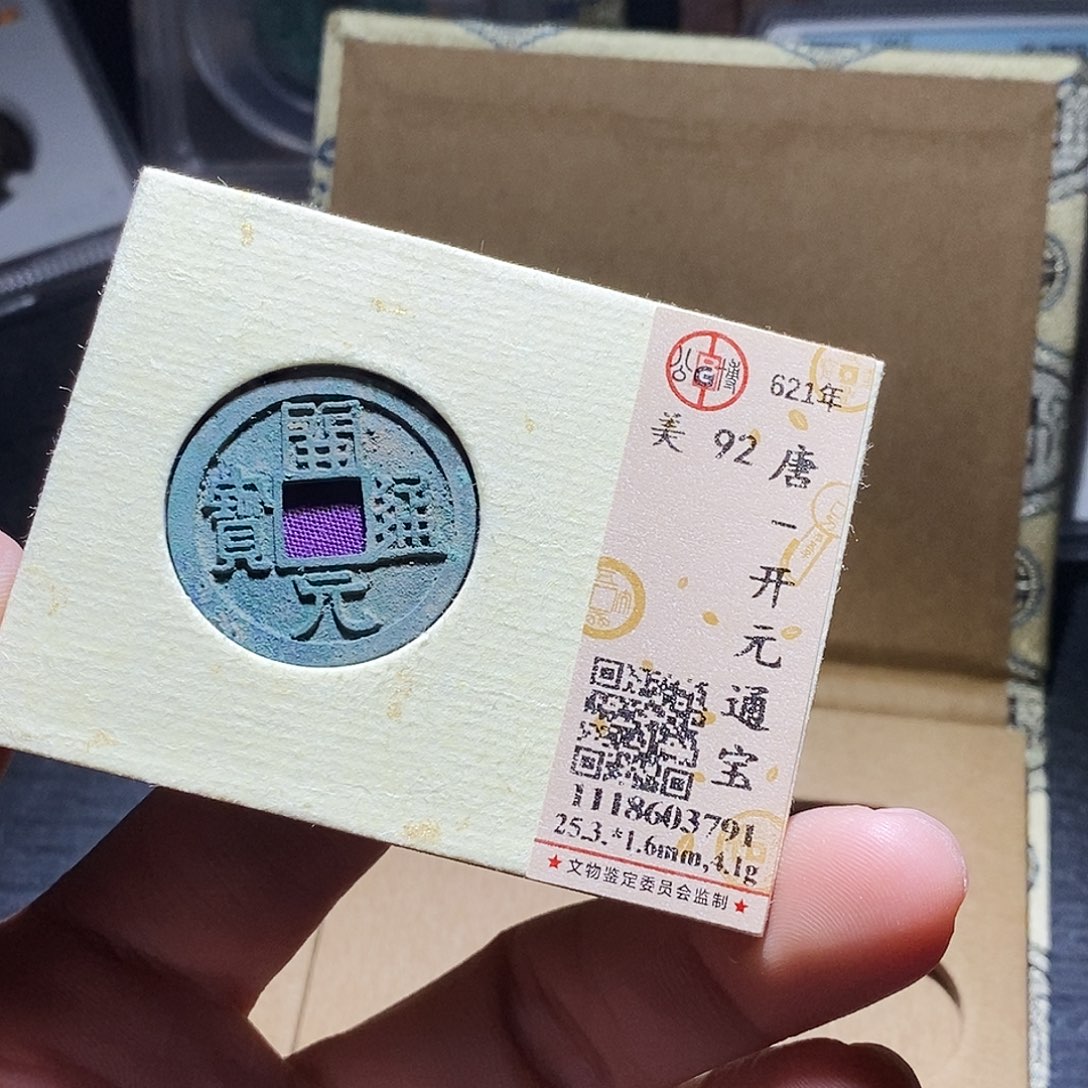 開元通寶
公博
621年
美 92
唐一开元通宝
1118603791
25.3.*1.6mm,4.1g
★文物鉴定委员会监制★